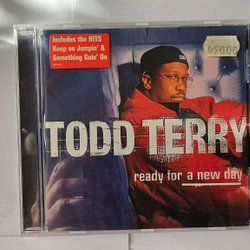 Includes the HITS
Keep on Jumpin' &
Something Goin' On
TODD TERRY
ready for a new day